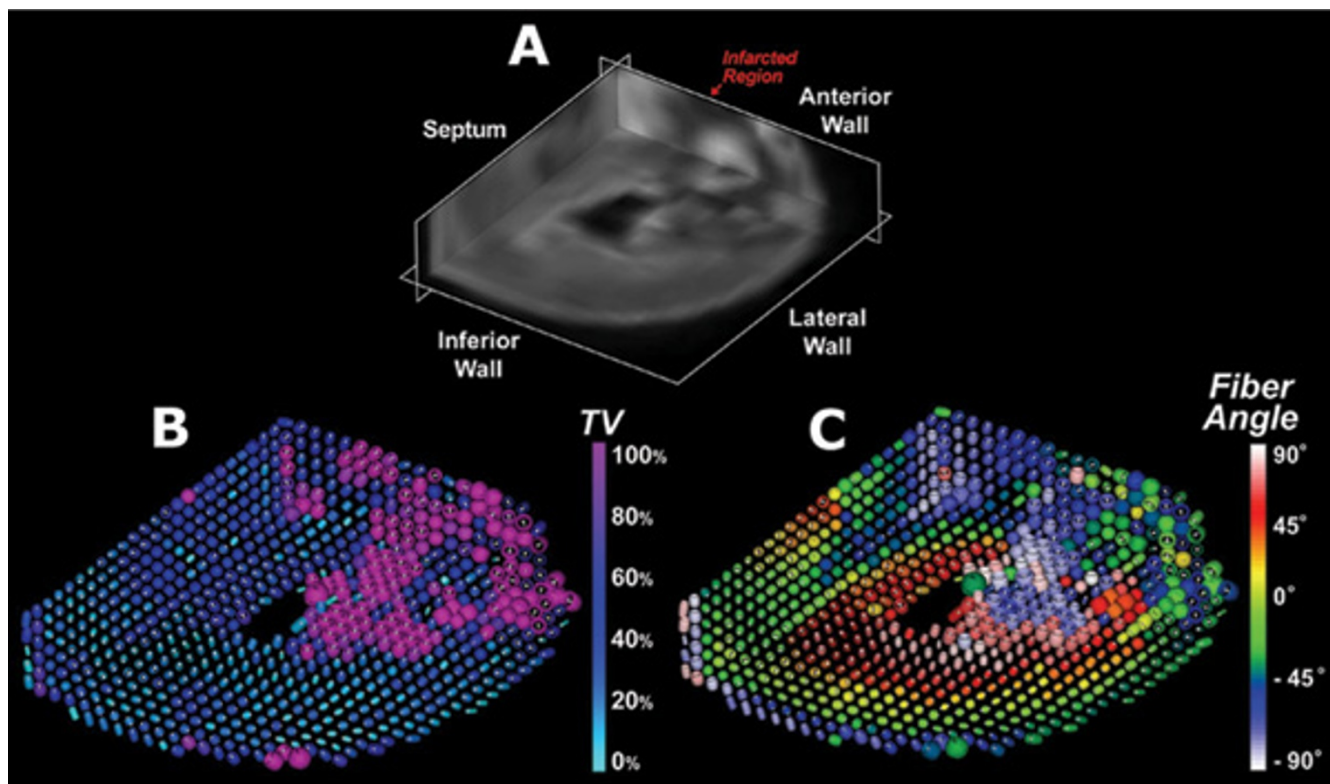 A
Infarcted
Region
Septum
Anterior
Wall
Inferior
Wall
Lateral
Wall
B
TV
100%
80%
60%
40%
20%
0%
C
Fiber
Angle
90°
45°
0°
- 45°
- 90°